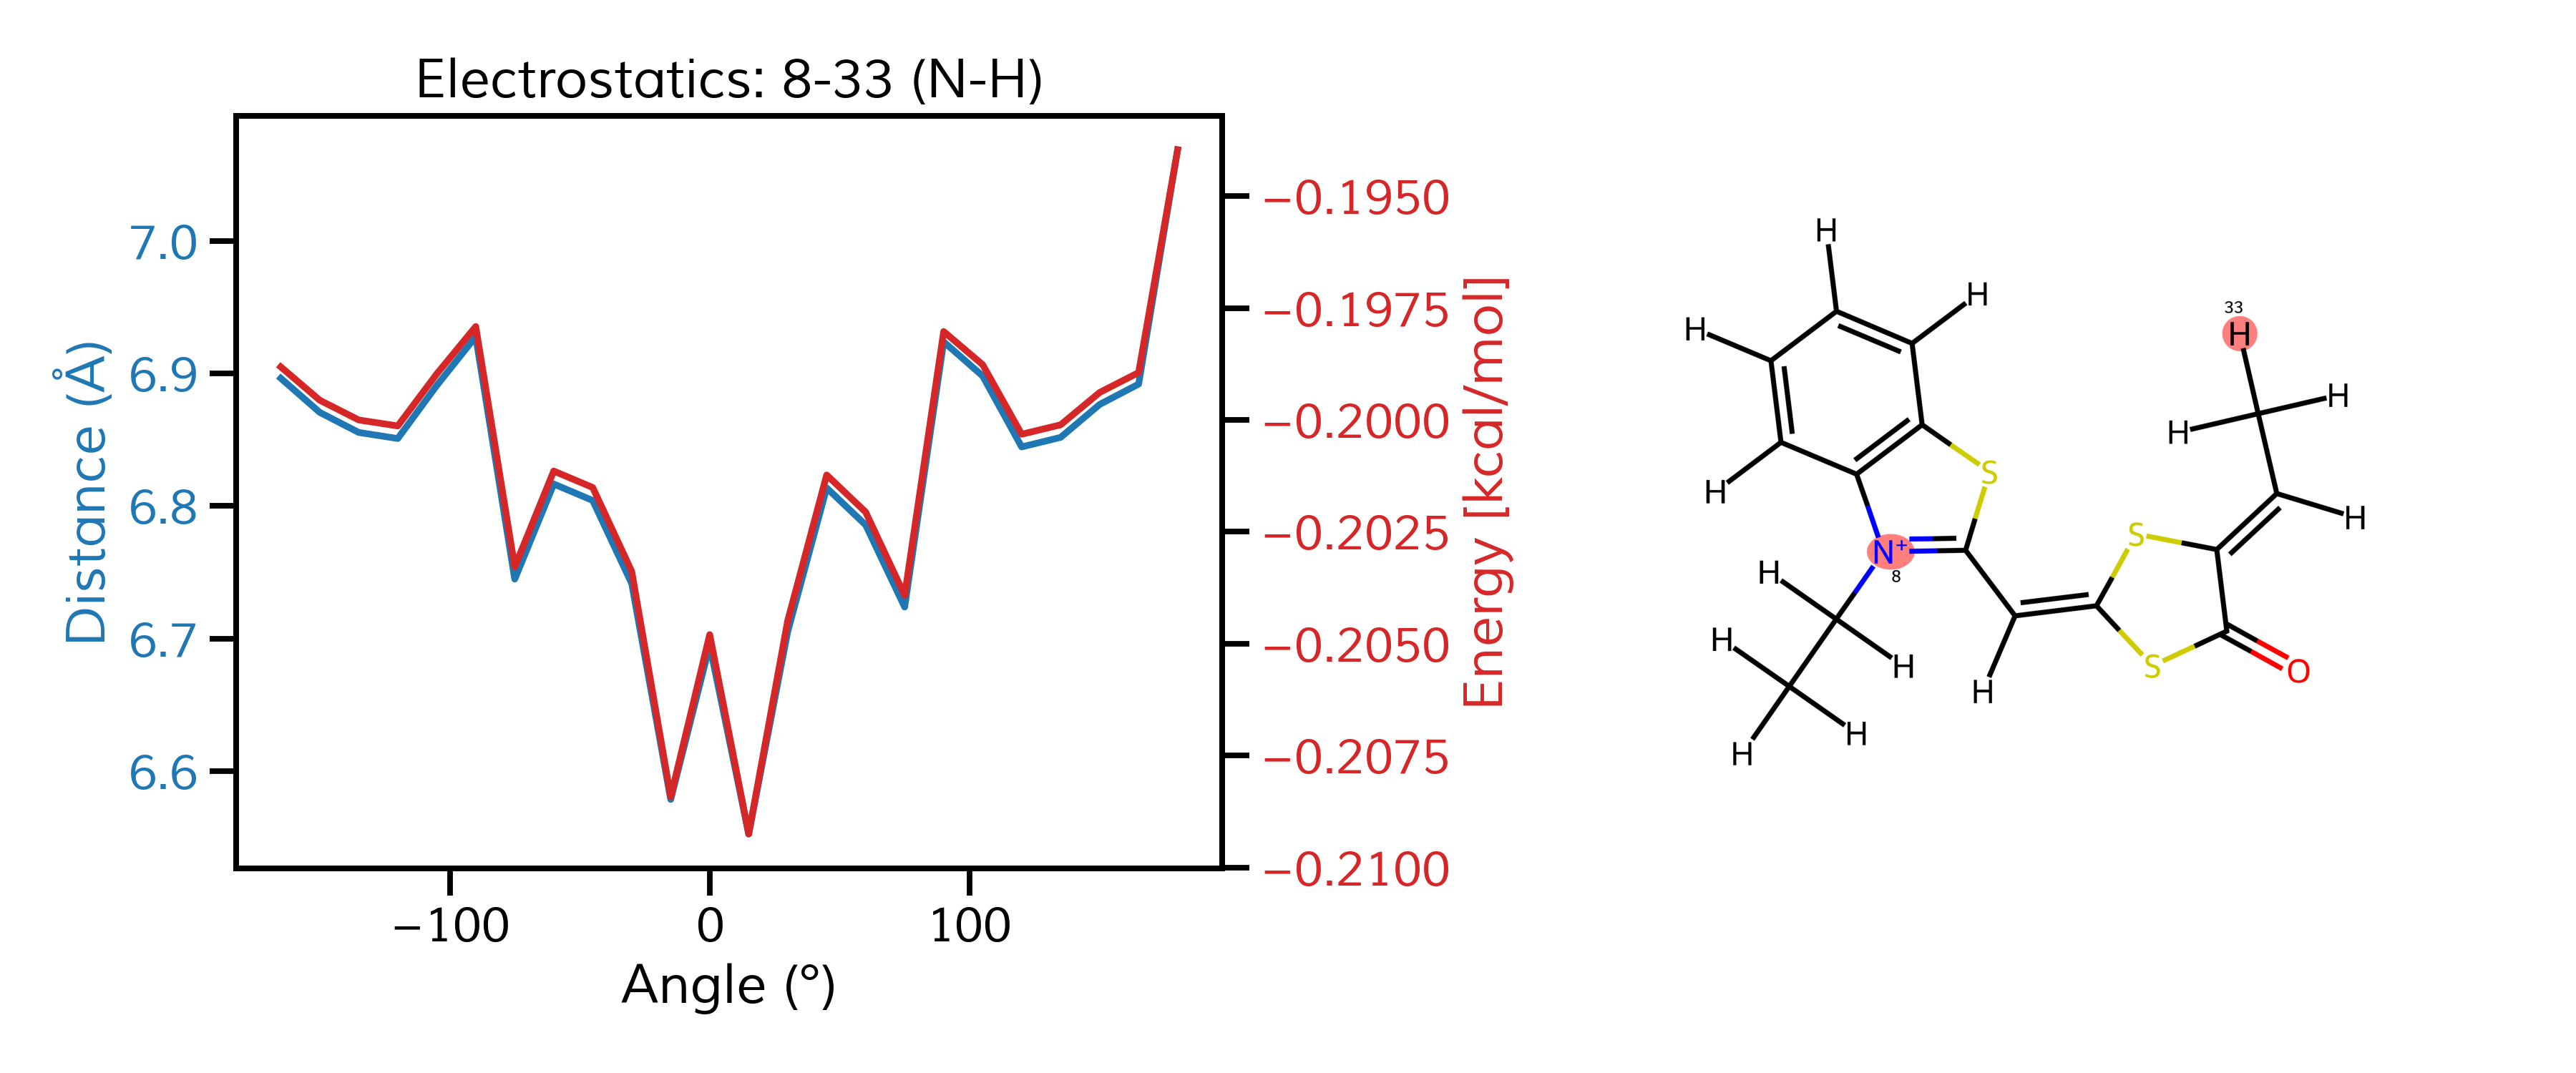 Electrostatics: 8-33 (N-H)
Distance (Å)
7.0
6.9
6.8
6.7
6.6
−100
0
100
Angle (°)
−0.1950
−0.1975
−0.2000
−0.2025
−0.2050
−0.2075
−0.2100
Energy [kcal/mol]
H
H
H
33
H
H
H
H
H
S
H
S
N+
8
H
H
H
H
S
O
H
H